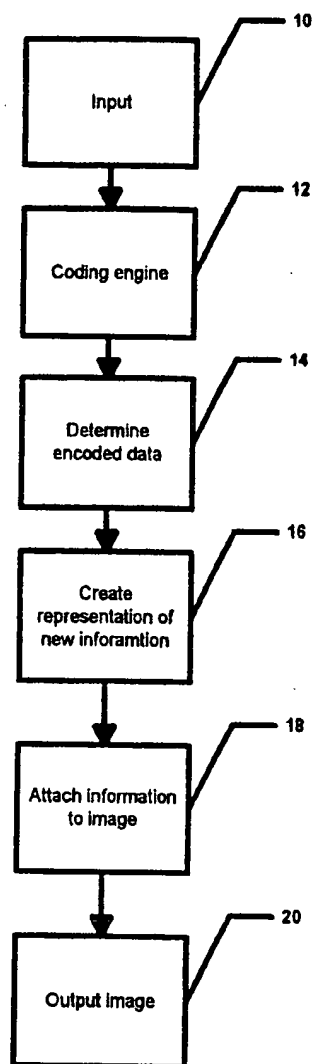 10
Input
12
Coding engine
14
Determine
encoded data
16
Create
representation of
new inforamtion
18
Attach information
to image
20
Output image